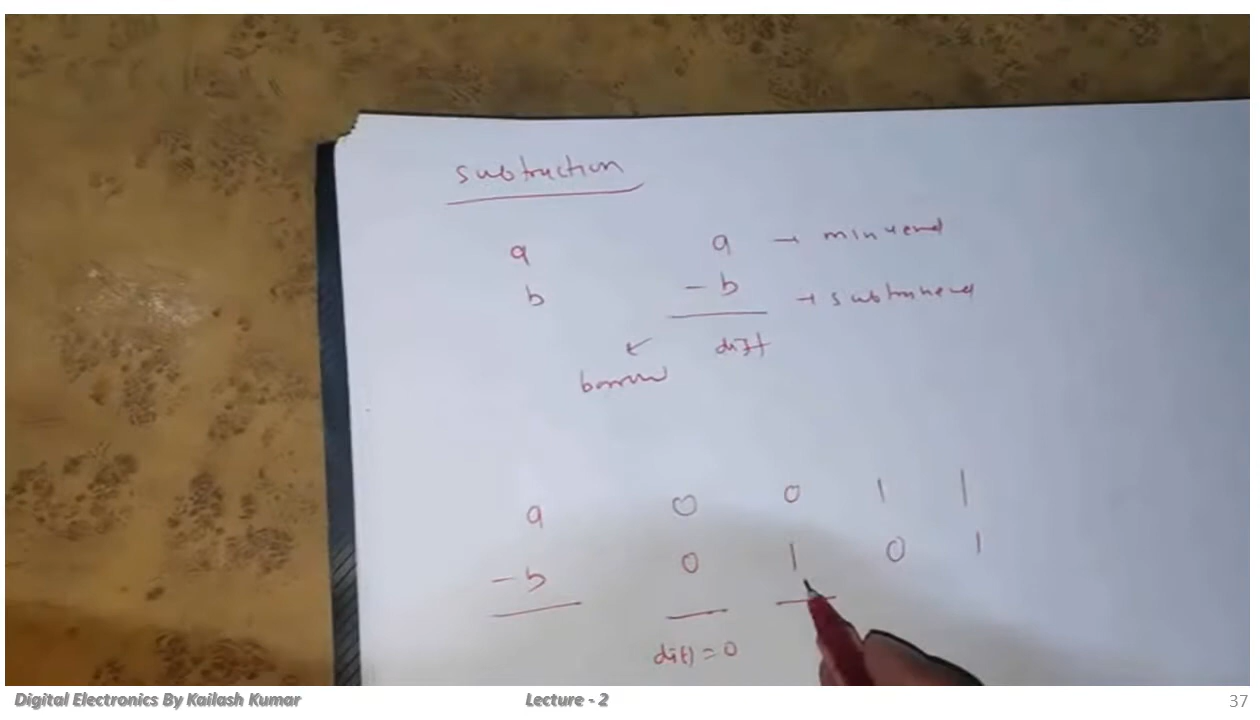 subtruction
a a → minuend
b - b → subtrahend
↙ diff
borrow
a 0 0 1 1
- b 0 1 0 1
diff = 0
Digital Electronics By Kailash Kumar Lecture - 2 37